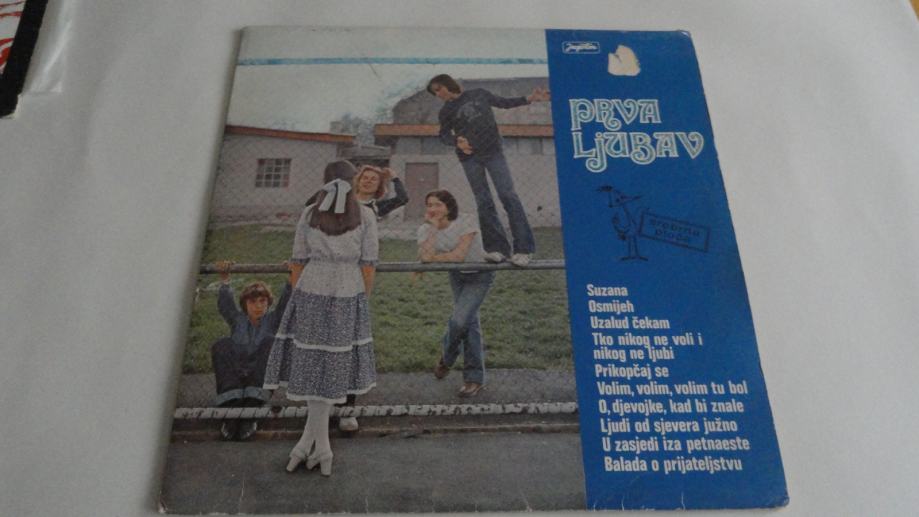 Jugoton
PRVA
LJUBAV
srebrna
ploča
Suzana
Osmijeh
Uzalud čekam
Tko nikog ne voli i
nikog ne ljubi
Prikopčaj se
Volim, volim, volim tu bol
O, djevojke, kad bi znale
Ljudi od sjevera južno
U zasjedi iza petnaeste
Balada o prijateljstvu